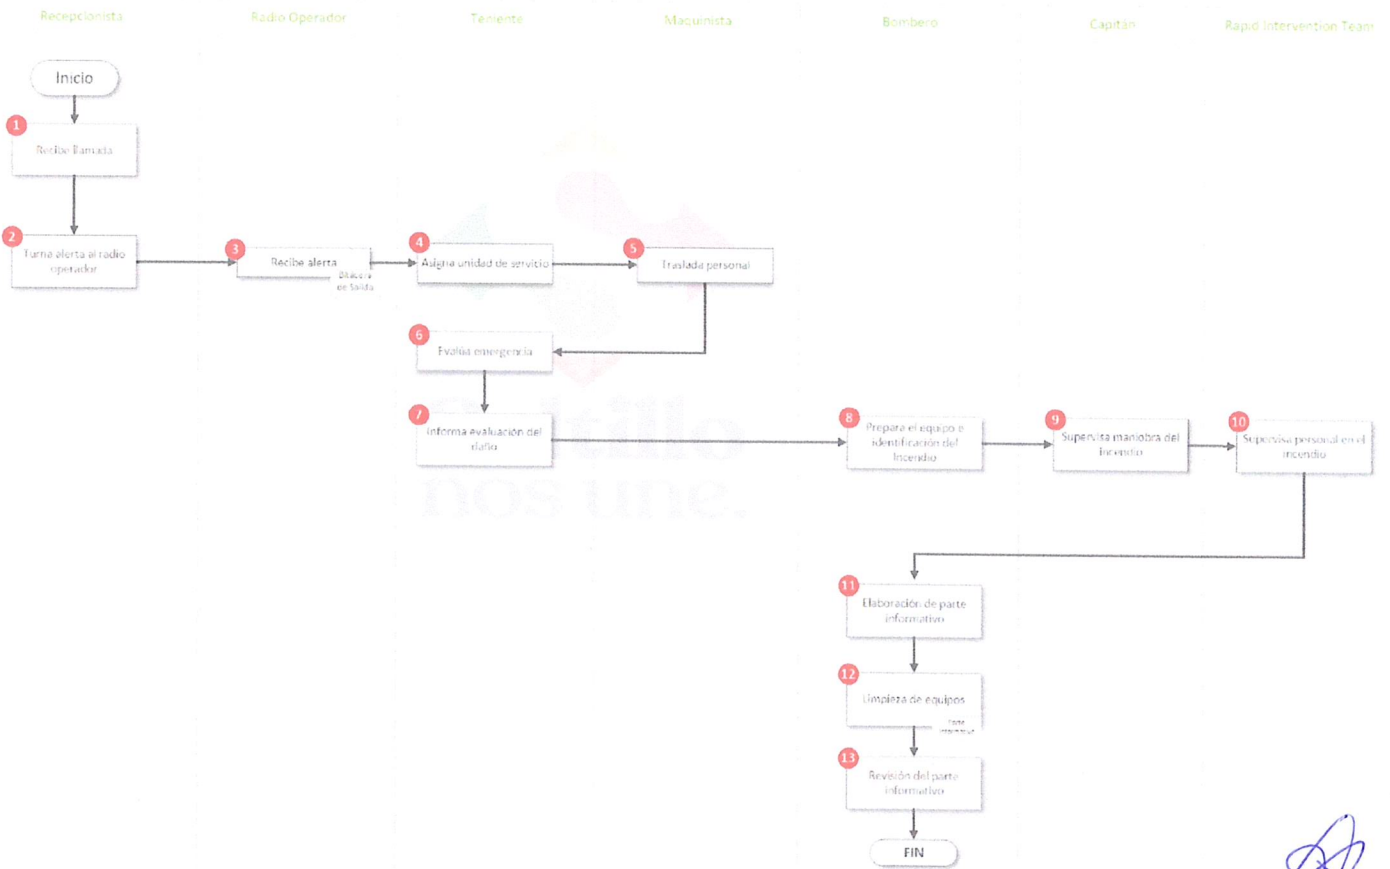 Recepcionista
Radio Operador
Teniente
Maquinista
Bombero
Capitán
Rapid Intervention Team
Inicio
1
Recibe llamada
2
Turna alerta al radio
operador
3
Recibe alerta
Bitácora
de Salida
4
Asigna unidad de servicio
5
Traslada personal
6
Evalúa emergencia
7
Informa evaluación del
daño
8
Prepara el equipo e
identificación del
Incendio
9
Supervisa maniobra del
incendio
10
Supervisa personal en el
incendio
11
Elaboración de parte
informativo
12
Limpieza de equipos
Parte
13
Revisión del parte
informativo
FIN
nos une.